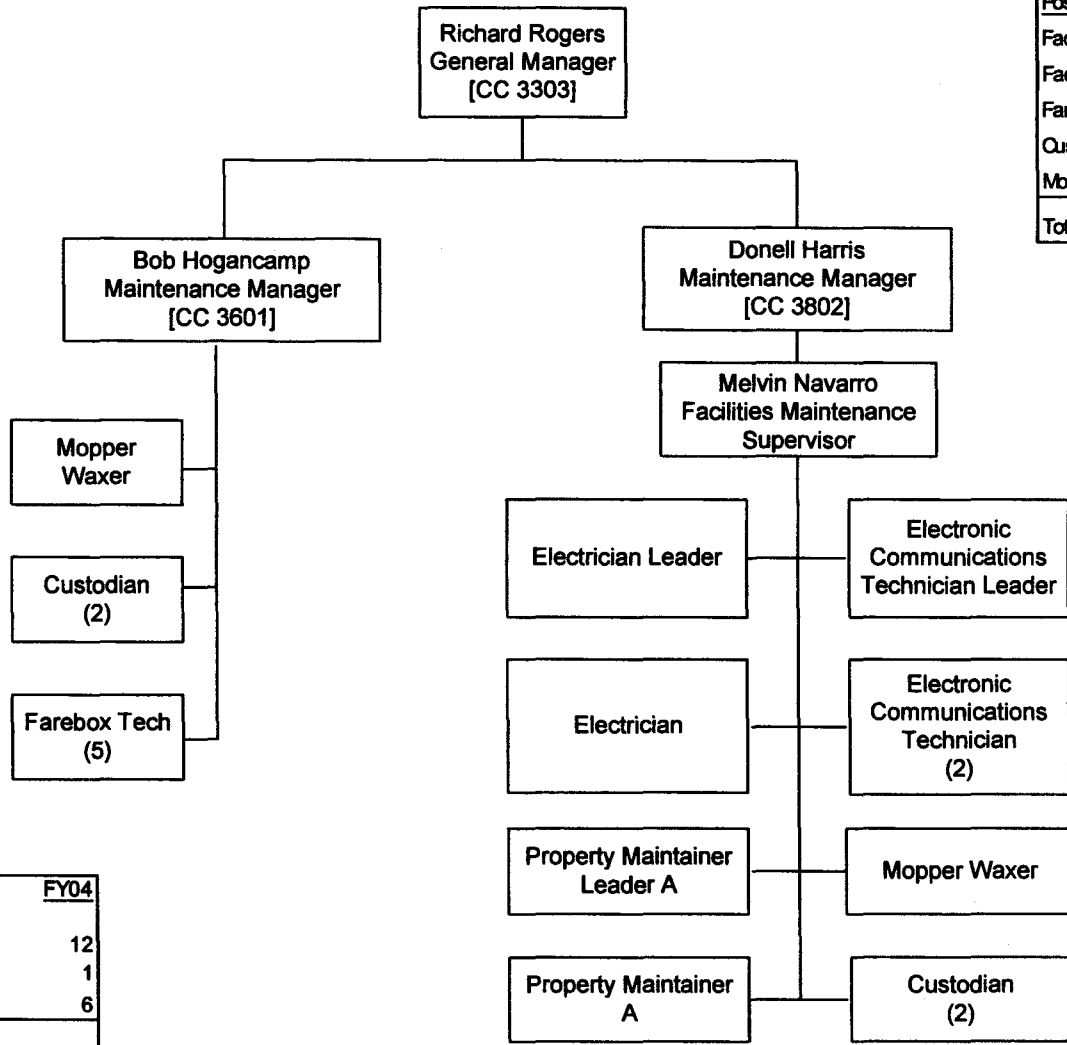 Richard Rogers
General Manager
[CC 3303]
Bob Hogancamp
Maintenance Manager
[CC 3601]
Donell Harris
Maintenance Manager
[CC 3802]
Melvin Navarro
Facilities Maintenance
Supervisor
Mopper
Waxer
Custodian
(2)
Farebox Tech
(5)
Electrician Leader
Electronic
Communications
Technician Leader
Electrician
Electronic
Communications
Technician
(2)
Property Maintainer
Leader A
Mopper Waxer
Property Maintainer
A
Custodian
(2)
FY04
12
1
6